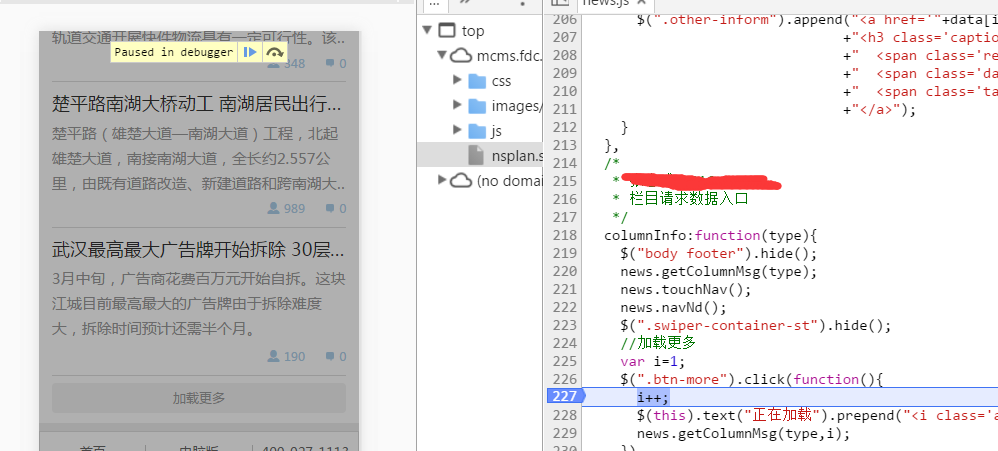 轨道交通开展快件物流具有一定可行性。该..
Paused in debugger
348 0
楚平路南湖大桥动工 南湖居民出行...
楚平路（雄楚大道—南湖大道）工程，北起
雄楚大道，南接南湖大道，全长约2.557公
里，由既有道路改造、新建道路和跨南湖大..
989 0
武汉最高最大广告牌开始拆除 30层...
3月中旬，广告商花费百万元开始自拆。这块
江城目前最高最大的广告牌由于拆除难度
大，拆除时间预计还需半个月。
190 0
加载更多
首页 电脑版
...
top
mcms.fdc.
css
images/
js
nsplan.s
(no domai
news.js ×
206 $(".other-inform").append("<a href='"+data[i
207 +"<h3 class='caption
208 +" <span class='re
209 +" <span class='da
210 +" <span class='ta
211 +"</a>");
212 }
213 },
214 /*
215 *
216 * 栏目请求数据入口
217 */
218 columnInfo:function(type){
219 $("body footer").hide();
220 news.getColumnMsg(type);
221 news.touchNav();
222 news.navNd();
223 $(".swiper-container-st").hide();
224 //加载更多
225 var i=1;
226 $(".btn-more").click(function(){
227 i++;
228 $(this).text("正在加载").prepend("<i class='a
229 news.getColumnMsg(type,i);
230 })